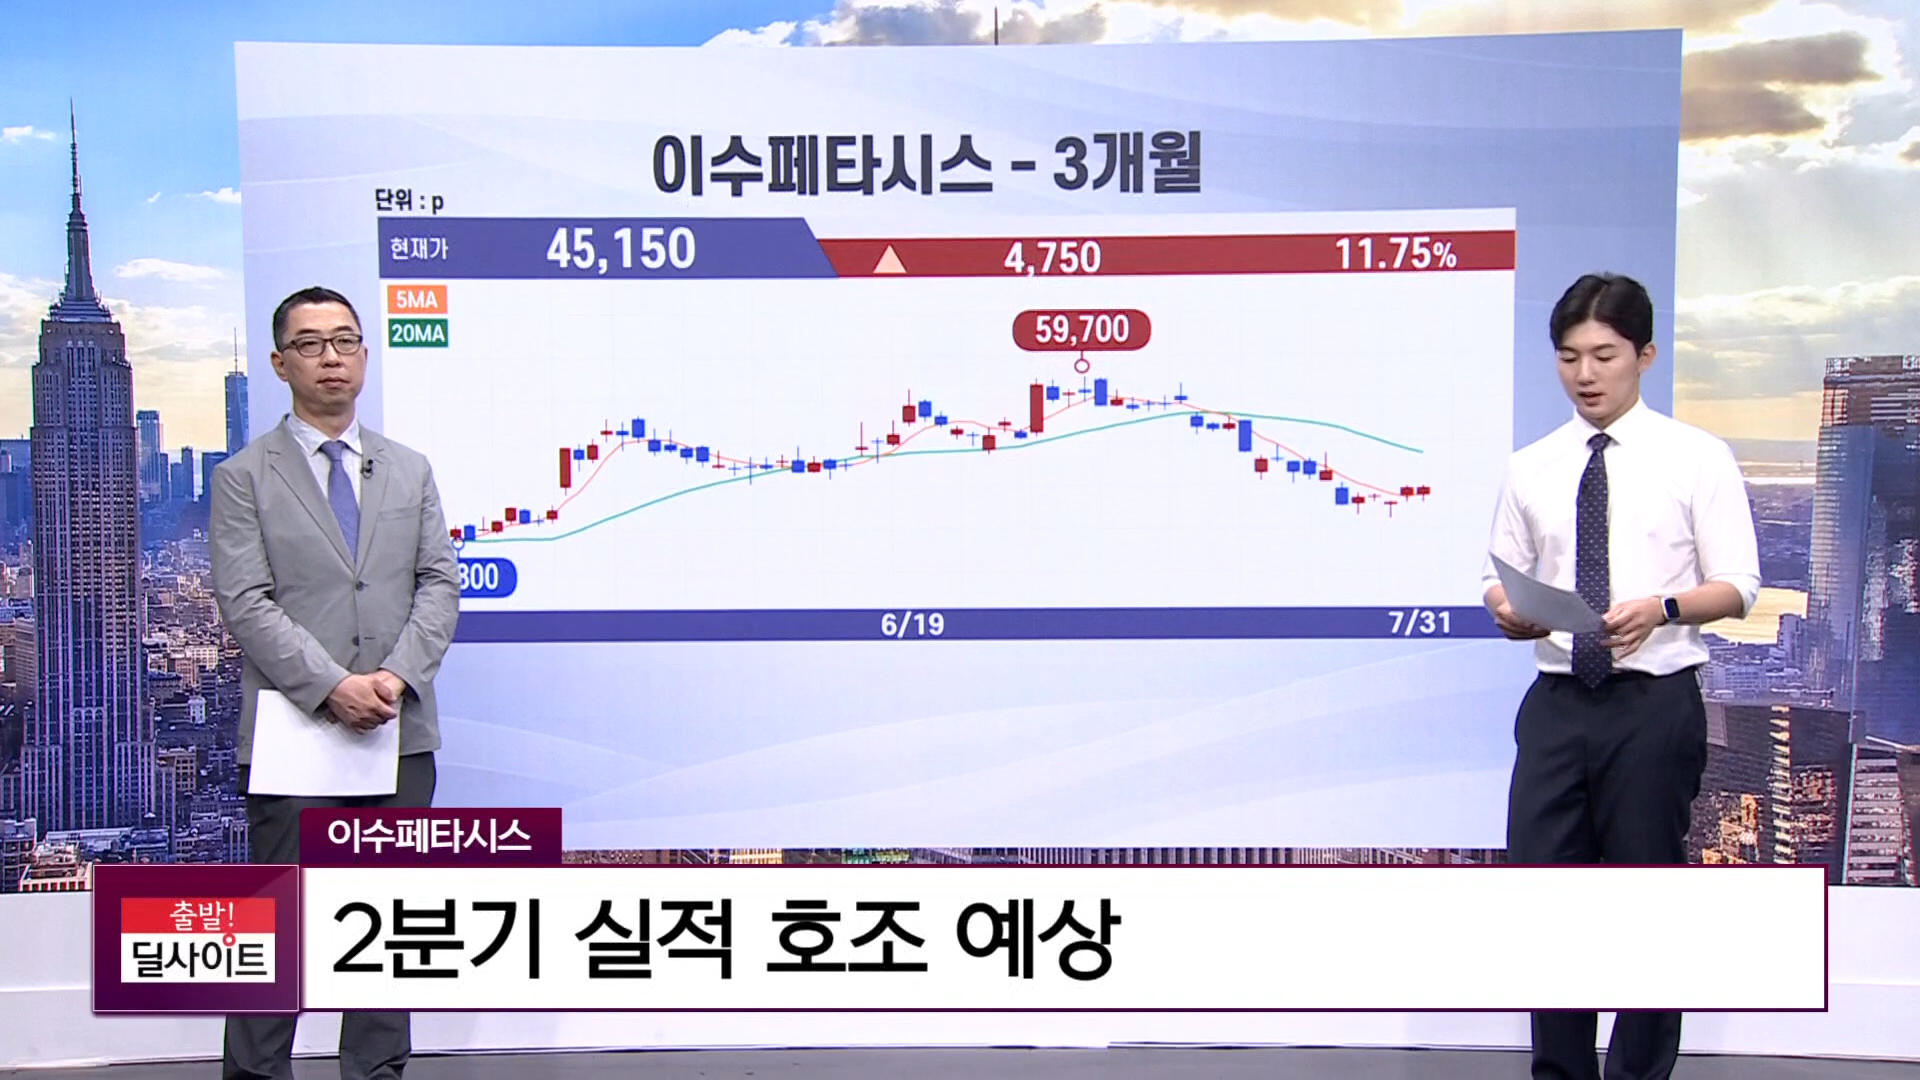 이수페타시스 - 3개월
단위 : p
현재가 45,150 4,750 11.75%
5MA
20MA
59,700
6/19 7/31
이수페타시스
출발!
딜사이트
2분기 실적 호조 예상